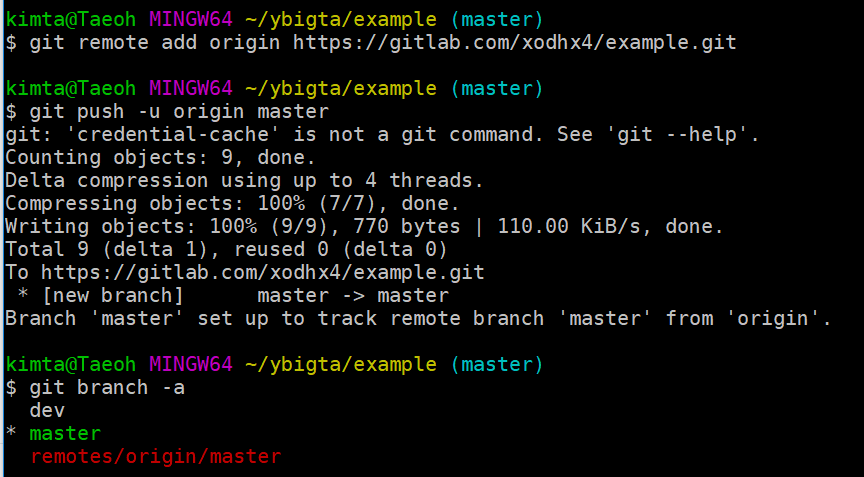 kimta@Taeoh MINGW64 ~/ybigta/example (master)
$ git remote add origin https://gitlab.com/xodhx4/example.git
kimta@Taeoh MINGW64 ~/ybigta/example (master)
$ git push -u origin master
git: 'credential-cache' is not a git command. See 'git --help'.
Counting objects: 9, done.
Delta compression using up to 4 threads.
Compressing objects: 100% (7/7), done.
Writing objects: 100% (9/9), 770 bytes | 110.00 KiB/s, done.
Total 9 (delta 1), reused 0 (delta 0)
To https://gitlab.com/xodhx4/example.git
 * [new branch]      master -> master
Branch 'master' set up to track remote branch 'master' from 'origin'.
kimta@Taeoh MINGW64 ~/ybigta/example (master)
$ git branch -a
  dev
* master
  remotes/origin/master